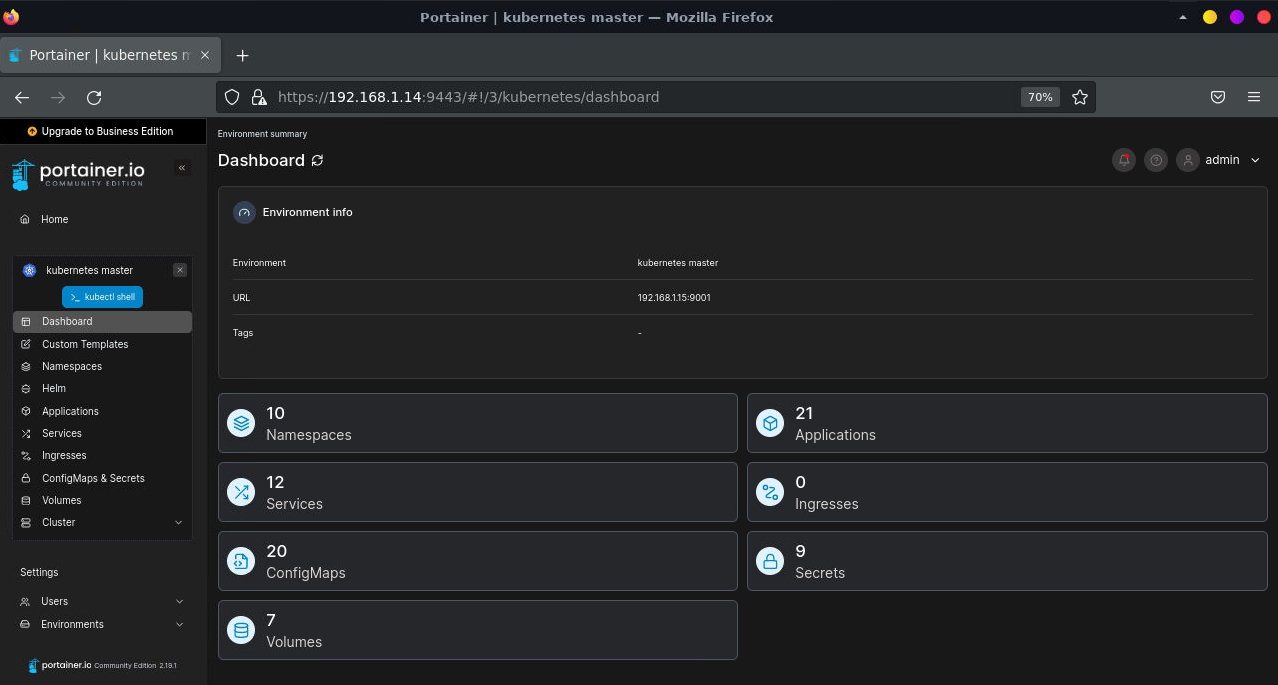 Portainer | kubernetes master — Mozilla Firefox
Portainer | kubernetes m
https://192.168.1.14:9443/#!/3/kubernetes/dashboard
70%
Upgrade to Business Edition
portainer.io
COMMUNITY EDITION
Home
kubernetes master
>_ kubectl shell
Dashboard
Custom Templates
Namespaces
Helm
Applications
Services
Ingresses
ConfigMaps & Secrets
Volumes
Cluster
Settings
Users
Environments
portainer.io Community Edition 2.19.1
Environment summary
Dashboard
admin
Environment info
Environment kubernetes master
URL 192.168.1.15:9001
Tags -
10
Namespaces
21
Applications
12
Services
0
Ingresses
20
ConfigMaps
9
Secrets
7
Volumes